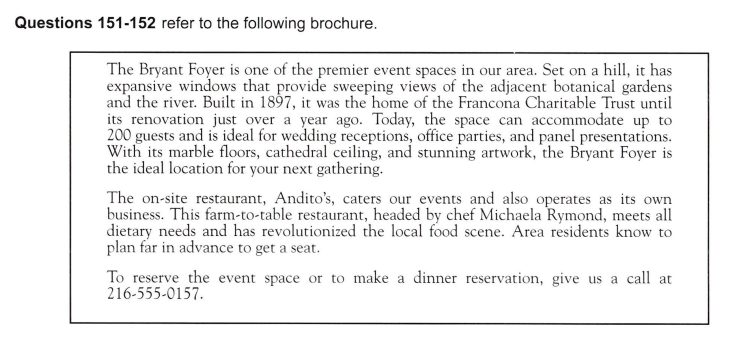 Questions 151-152 refer to the following brochure.
The Bryant Foyer is one of the premier event spaces in our area. Set on a hill, it has
expansive windows that provide sweeping views of the adjacent botanical gardens
and the river. Built in 1897, it was the home of the Francona Charitable Trust until
its renovation just over a year ago. Today, the space can accommodate up to
200 guests and is ideal for wedding receptions, office parties, and panel presentations.
With its marble floors, cathedral ceiling, and stunning artwork, the Bryant Foyer is
the ideal location for your next gathering.
The on-site restaurant, Andito's, caters our events and also operates as its own
business. This farm-to-table restaurant, headed by chef Michaela Rymond, meets all
dietary needs and has revolutionized the local food scene. Area residents know to
plan far in advance to get a seat.
To reserve the event space or to make a dinner reservation, give us a call at
216-555-0157.